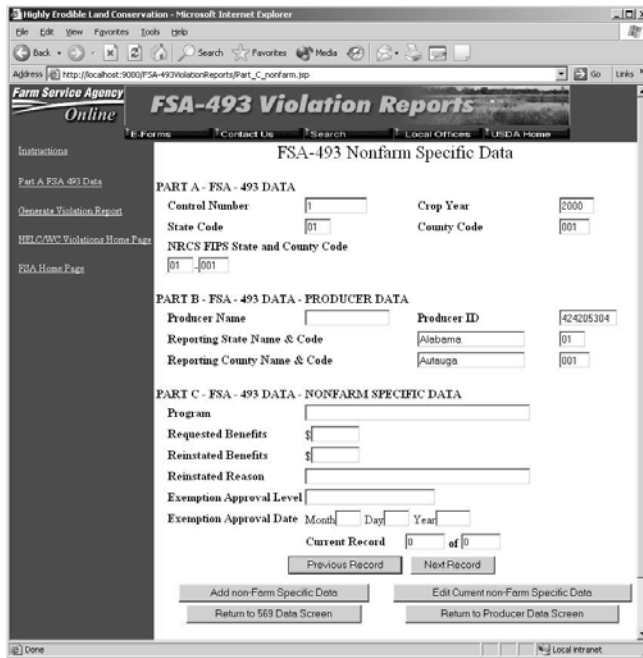 Highly Erodible Land Conservation - Microsoft Internet Explorer
File Edit View Favorites Tools Help
Back Search Favorites Media
Address http://localhost:9080/FSA-493ViolationReports/Part_C_nonfarm.jsp Go Links
Farm Service Agency
Online
FSA-493 Violation Reports
E-Forms Contact Us Search Local Offices USDA Home
Instructions
Part A FSA 493 Data
Generate Violation Report
HELC/WC Violations Home Page
FSA Home Page
FSA-493 Nonfarm Specific Data
PART A - FSA - 493 DATA
Control Number 1 Crop Year 2000
State Code 01 County Code 001
NRCS FIPS State and County Code
01 - 001
PART B - FSA - 493 DATA - PRODUCER DATA
Producer Name Producer ID 424205304
Reporting State Name & Code Alabama 01
Reporting County Name & Code Autauga 001
PART C - FSA - 493 DATA - NONFARM SPECIFIC DATA
Program
Requested Benefits $
Reinstated Benefits $
Reinstated Reason
Exemption Approval Level
Exemption Approval Date Month Day Year
Current Record 0 of 0
Previous Record Next Record
Add non-Farm Specific Data Edit Current non-Farm Specific Data
Return to 569 Data Screen Return to Producer Data Screen
Done Local intranet